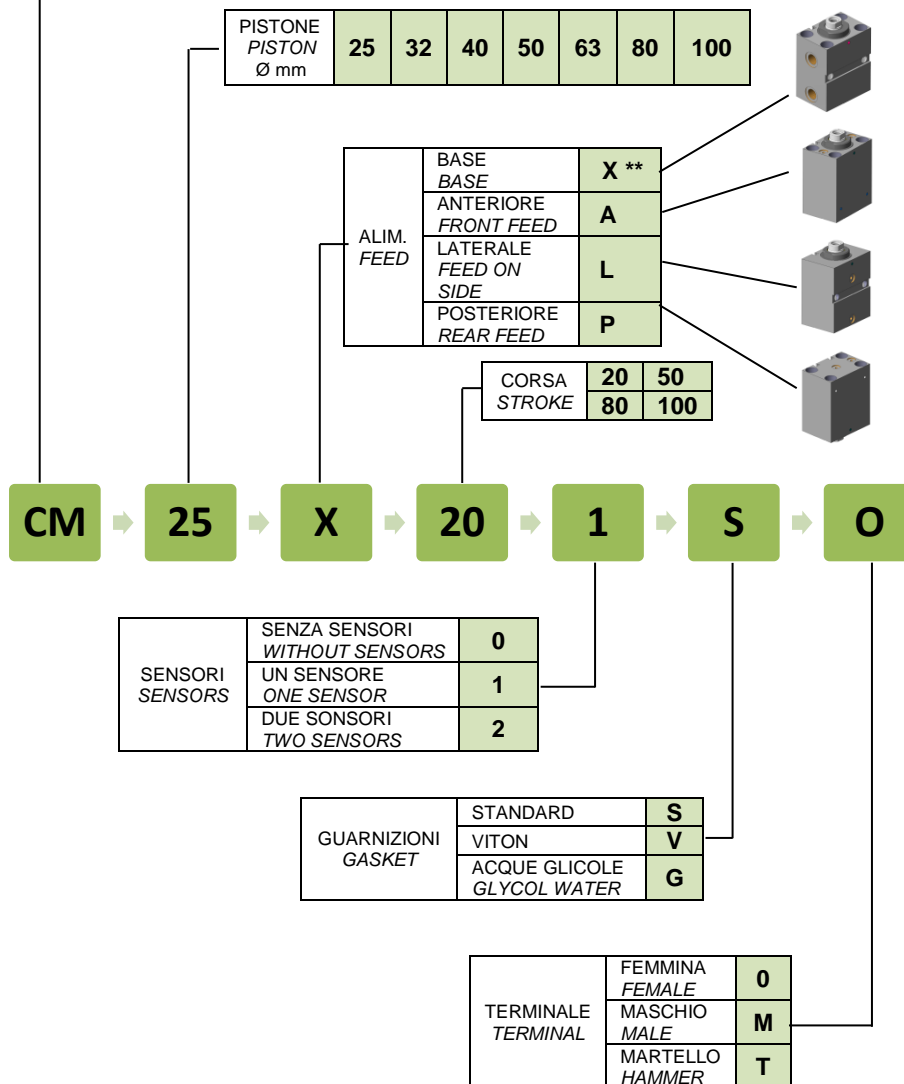 PISTONE
PISTON
Ø mm
25 32 40 50 63 80 100
ALIM.
FEED
BASE
BASE
X **
ANTERIORE
FRONT FEED
A
LATERALE
FEED ON
SIDE
L
POSTERIORE
REAR FEED
P
CORSA
STROKE
20 50
80 100
CM 25 X 20 1 S O
SENSORI
SENSORS
SENZA SENSORI
WITHOUT SENSORS
0
UN SENSORE
ONE SENSOR
1
DUE SONSORI
TWO SENSORS
2
GUARNIZIONI
GASKET
STANDARD
S
VITON
V
ACQUE GLICOLE
GLYCOL WATER
G
TERMINALE
TERMINAL
FEMMINA
FEMALE
0
MASCHIO
MALE
M
MARTELLO
HAMMER
T